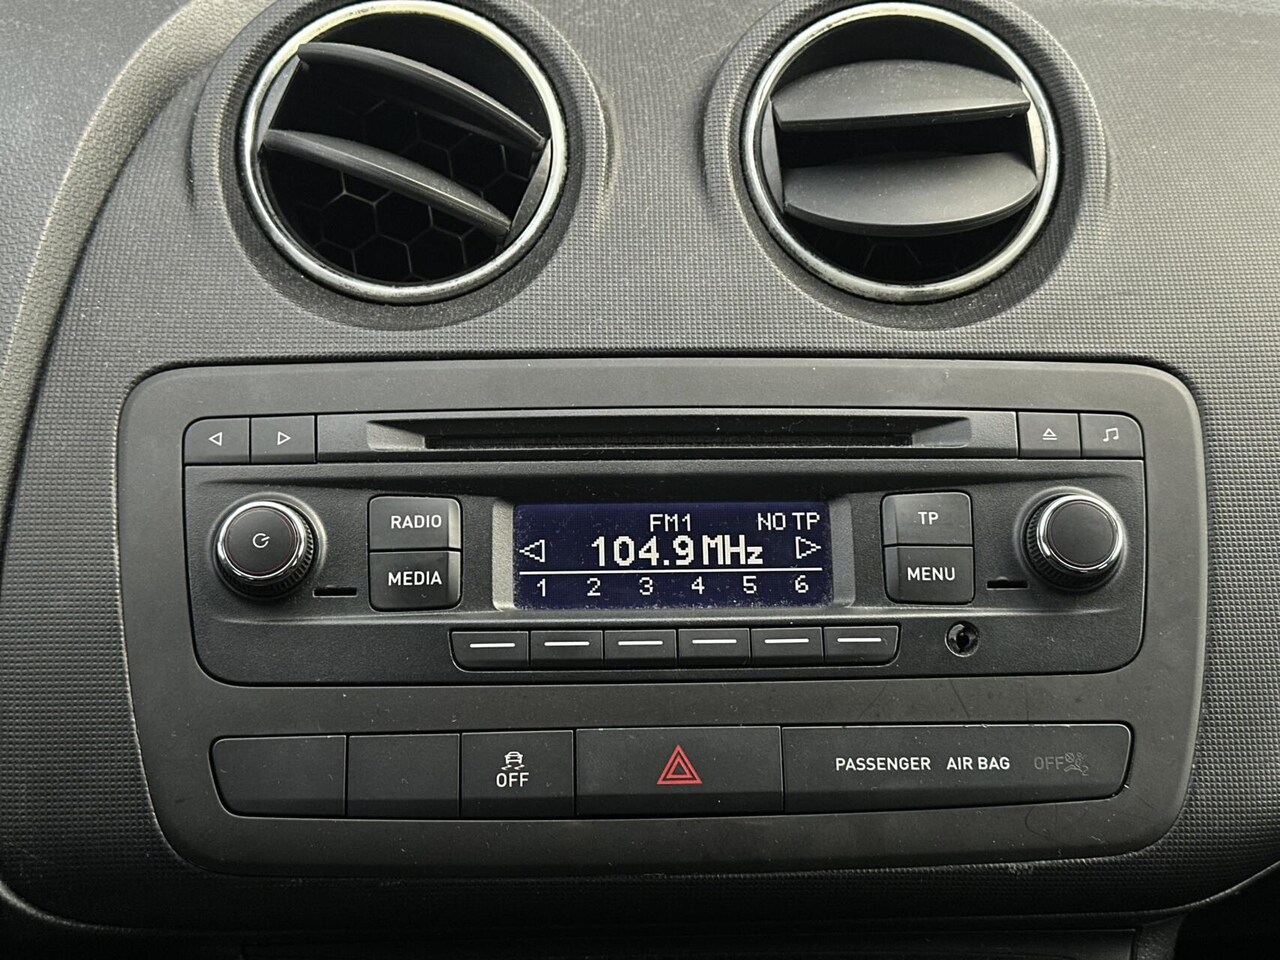 RADIO
MEDIA
FM1 NO TP
104.9 MHz
1 2 3 4 5 6
TP
MENU
OFF
PASSENGER AIR BAG OFF
2